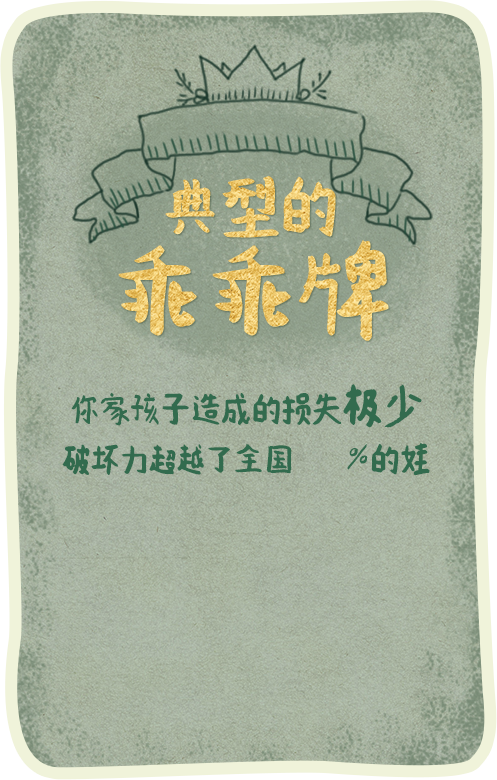 典型的
乖乖牌
你家孩子造成的损失极少
破坏力超越了全国 %的娃